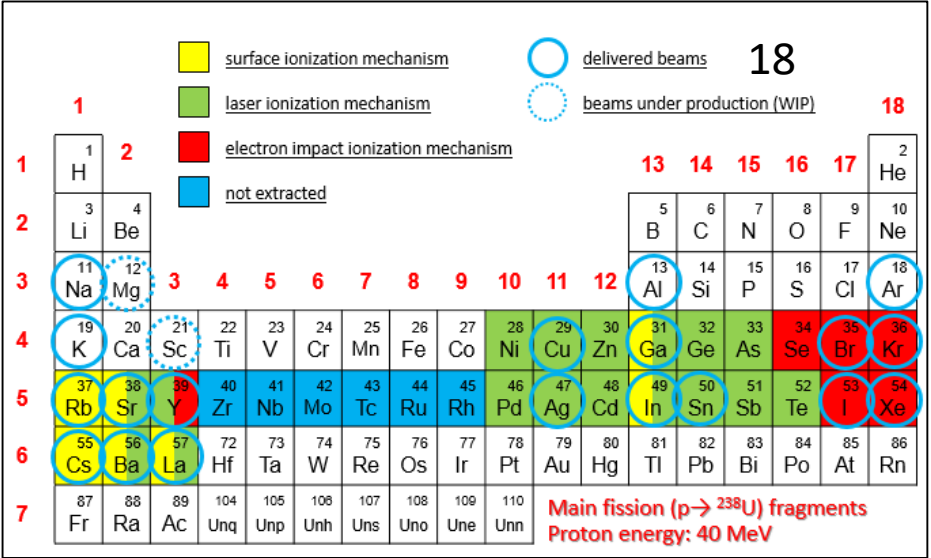 surface ionization mechanism
delivered beams
18
laser ionization mechanism
beams under production (WIP)
electron impact ionization mechanism
not extracted
1 2 3 4 5 6 7 8 9 10 11 12 13 14 15 16 17 18
1
1 2
H He
2
3 4 5 6 7 8 9 10
Li Be B C N O F Ne
3
11 12 13 14 15 16 17 18
Na Mg Al Si P S Cl Ar
4
19 20 21 22 23 24 25 26 27 28 29 30 31 32 33 34 35 36
K Ca Sc Ti V Cr Mn Fe Co Ni Cu Zn Ga Ge As Se Br Kr
5
37 38 39 40 41 42 43 44 45 46 47 48 49 50 51 52 53 54
Rb Sr Y Zr Nb Mo Tc Ru Rh Pd Ag Cd In Sn Sb Te I Xe
6
55 56 57 72 73 74 75 76 77 78 79 80 81 82 83 84 85 86
Cs Ba La Hf Ta W Re Os Ir Pt Au Hg Tl Pb Bi Po At Rn
7
87 88 89 104 105 106 107 108 109 110
Fr Ra Ac Unq Unp Unh Uns Uno Une Unn
Main fission (p→ ²³⁸U) fragments
Proton energy: 40 MeV